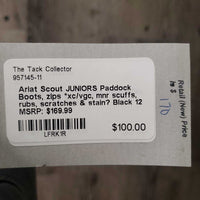 The Tack Collector
957145-11
Ariat Scout JUNIORS Paddock
Boots, zips *xc/vgc, mnr scuffs,
rubs, scratches & stain? Black 12
MSRP: $169.99
$100.00
LFRK1R
Retail (New) Price
in $
170